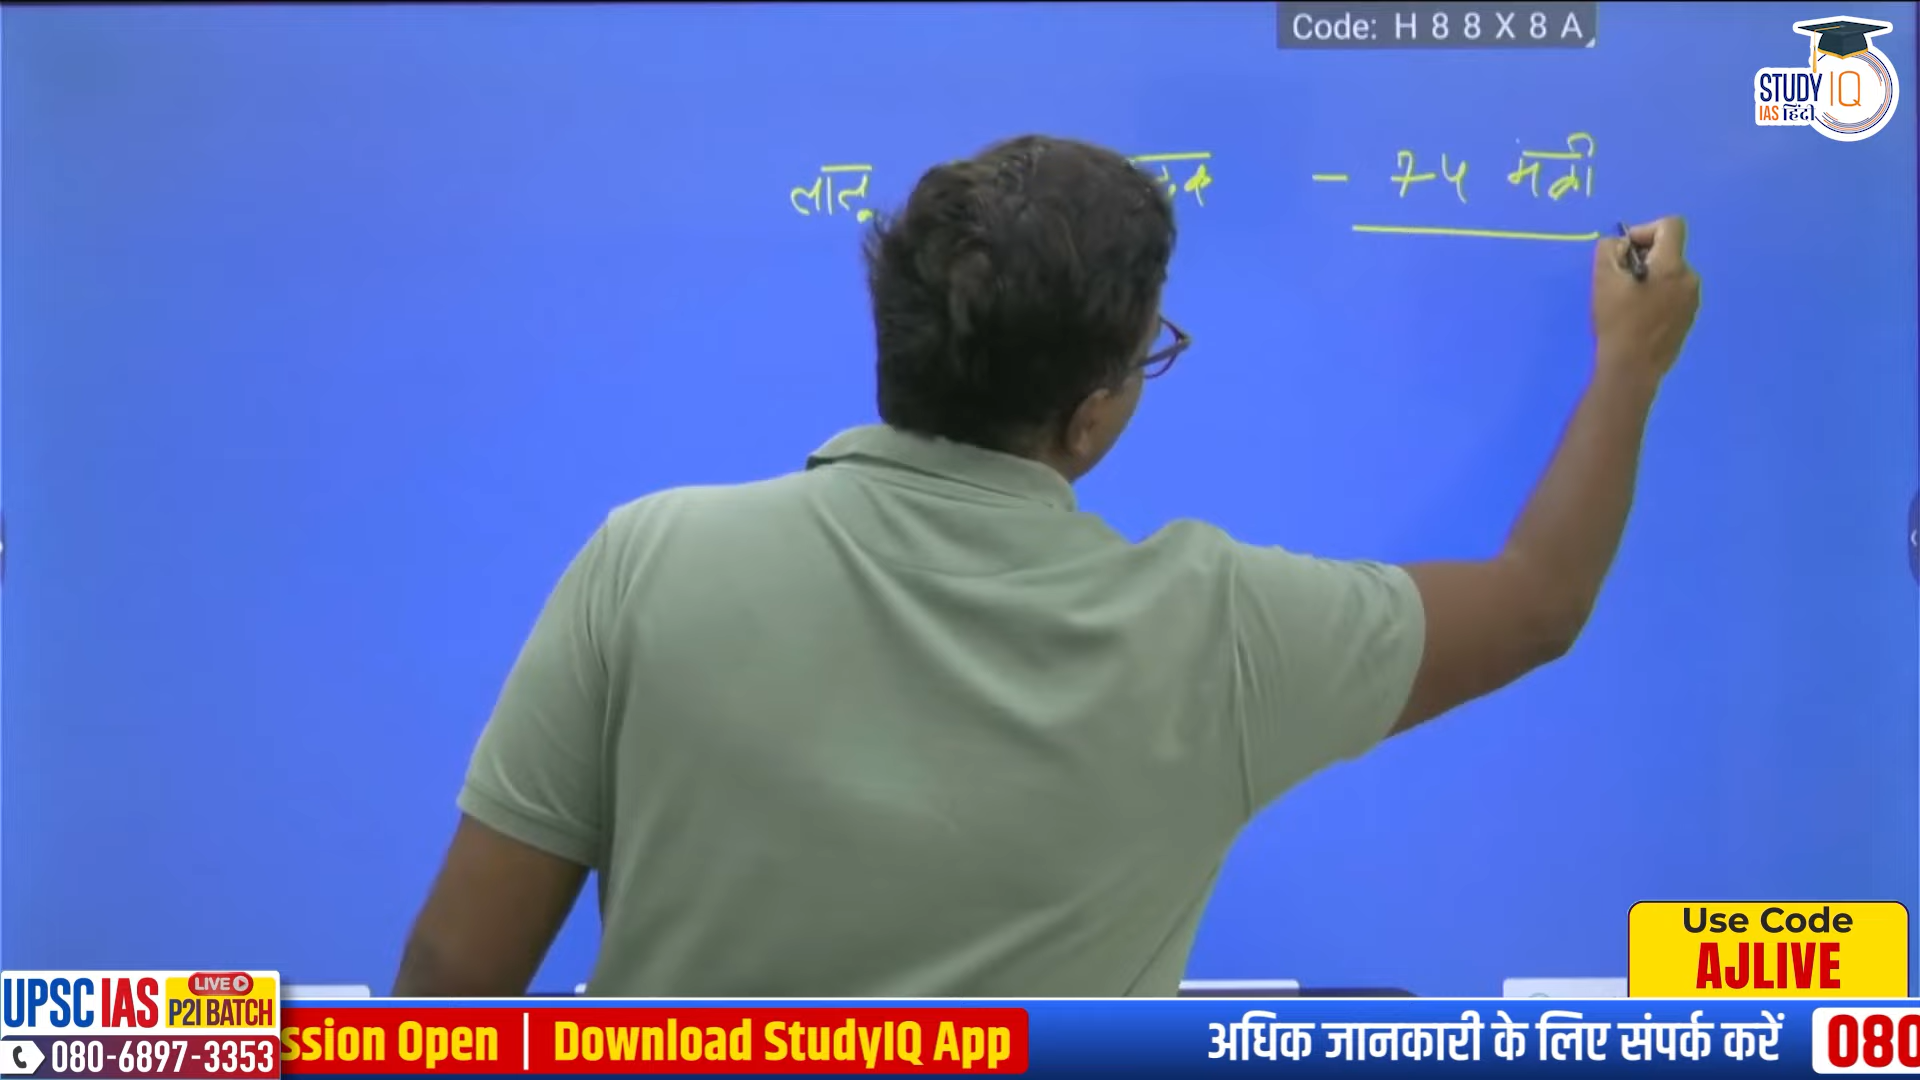 Code: H 8 8 X 8 A
STUDY IQ
IAS हिंदी
लालू - 74 मंत्री
Use Code
AJLIVE
UPSC IAS LIVE P2I BATCH
080-6897-3353
ssion Open | Download StudyIQ App
अधिक जानकारी के लिए संपर्क करें 080